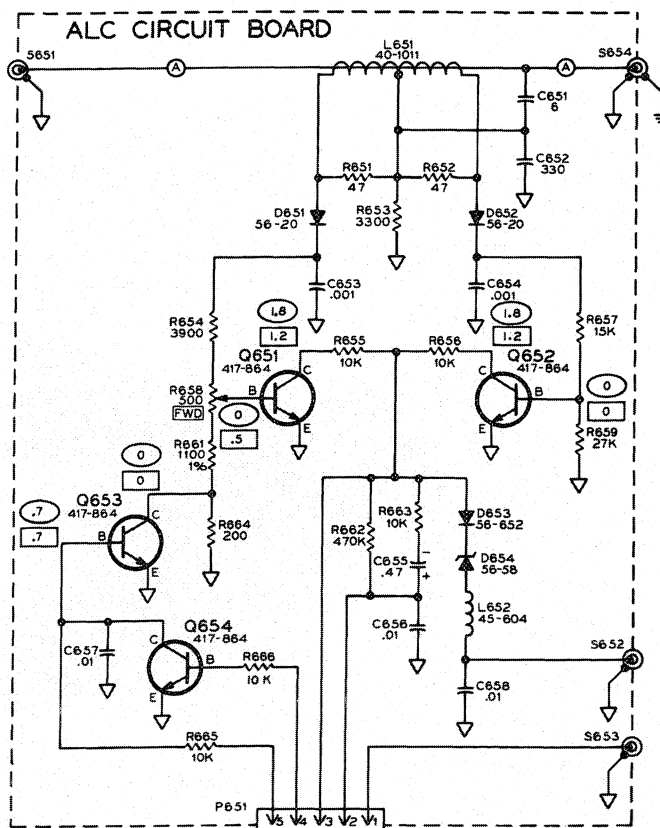 ALC CIRCUIT BOARD
S651
A
L651
40-1011
A
S654
C651
6
C652
330
R651
47
R652
47
R653
3300
D651
56-20
D652
56-20
C653
.001
C654
.001
R654
3900
1.8
1.2
R655
10K
R656
10K
1.8
1.2
R657
15K
Q651
417-864
Q652
417-864
C
B
E
C
B
E
R658
500
FWD
0
.5
0
0
R659
27K
R661
1100
1%
0
0
Q653
417-864
C
B
E
.7
.7
R664
200
R662
470K
R663
10K
C655
.47
-
+
D653
56-652
D654
56-58
L652
45-604
C656
.01
C658
.01
S652
S653
Q654
417-864
C
B
E
C657
.01
R666
10 K
R665
10K
P651
5 4 3 2 1